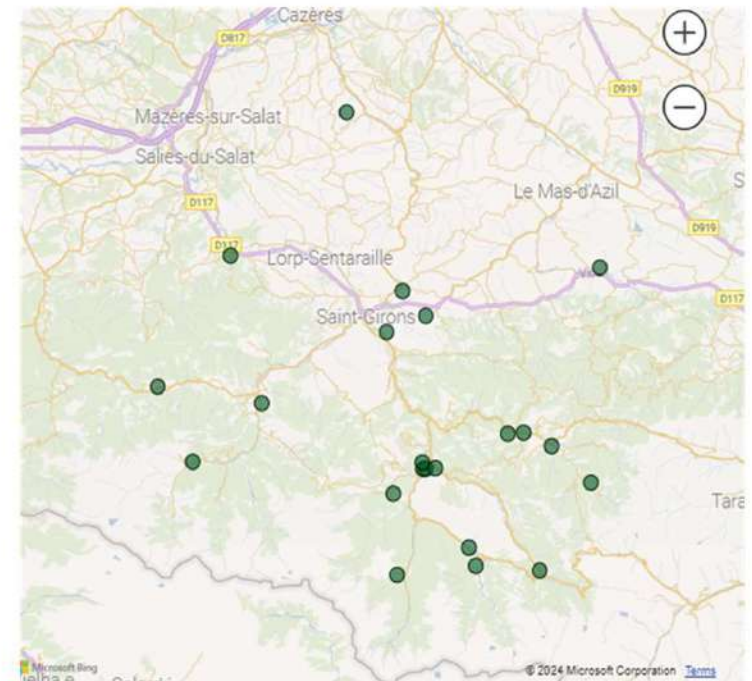 Cazères
D817
D919
Mazères-sur-Salat
Salies-du-Salat
Le Mas-d'Azil
D117
D919
D117
Lorp-Sentaraille
D117
Saint-Girons
Tara
Microsoft Bing
© 2024 Microsoft Corporation Terms